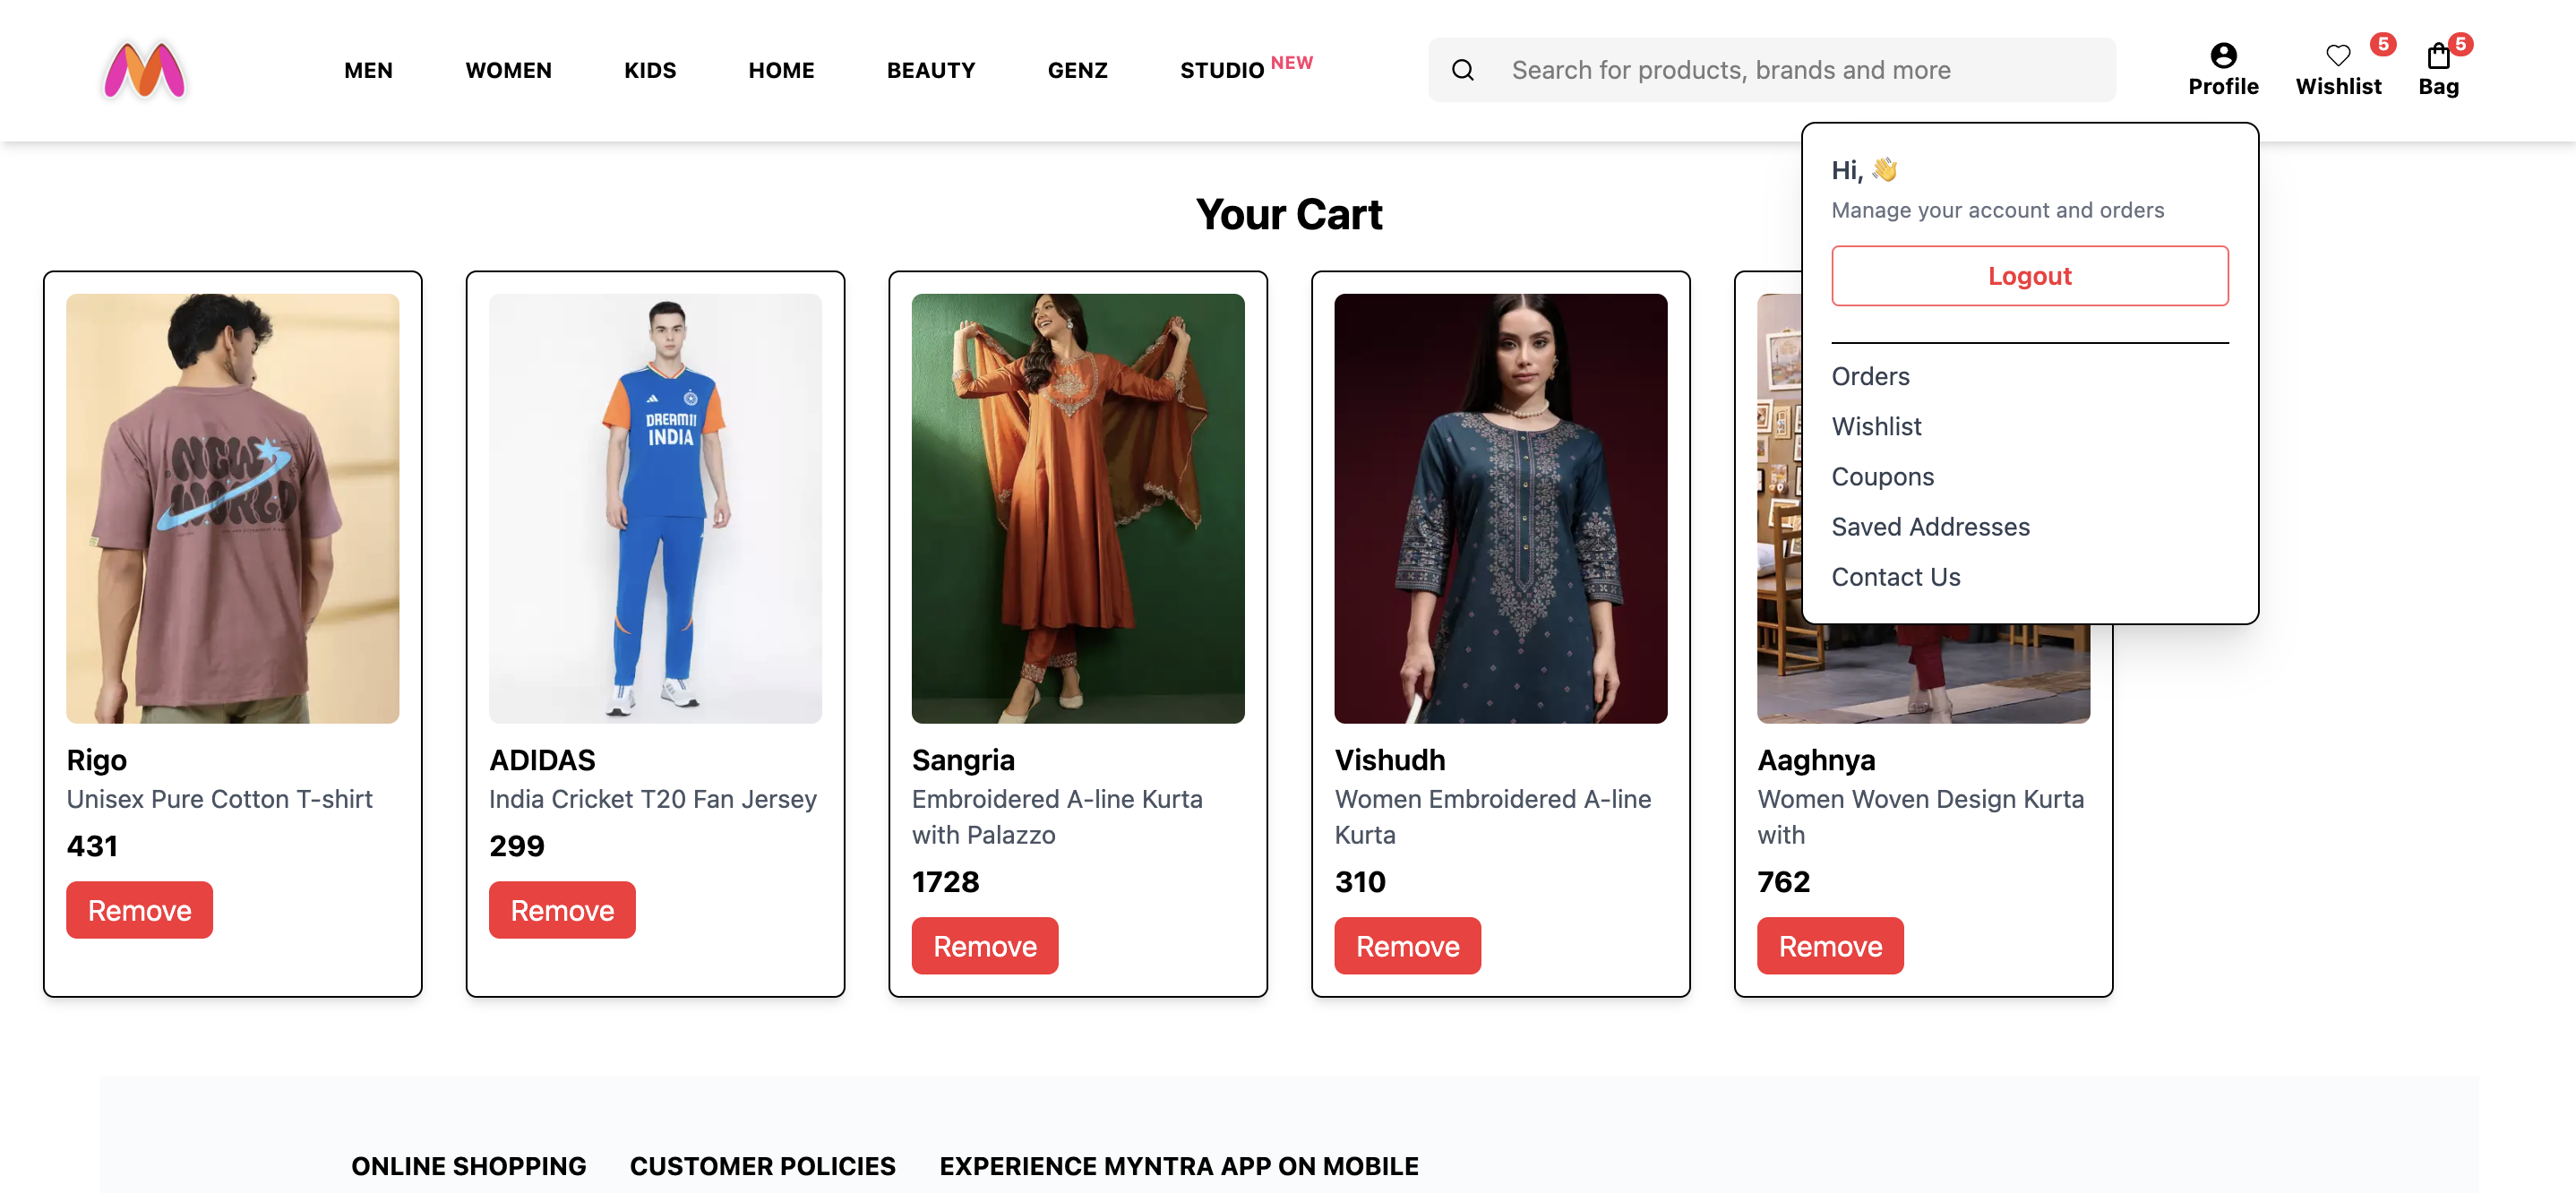 MEN WOMEN KIDS HOME BEAUTY GENZ STUDIO NEW
Search for products, brands and more
Profile
Wishlist 5
Bag 5
Hi, 👋
Manage your account and orders
Logout
Orders
Wishlist
Coupons
Saved Addresses
Contact Us
Your Cart
NEW
WORLD
Rigo
Unisex Pure Cotton T-shirt
431
Remove
DREAM11
INDIA
ADIDAS
India Cricket T20 Fan Jersey
299
Remove
Sangria
Embroidered A-line Kurta
with Palazzo
1728
Remove
Vishudh
Women Embroidered A-line
Kurta
310
Remove
Aaghnya
Women Woven Design Kurta
with
762
Remove
ONLINE SHOPPING CUSTOMER POLICIES EXPERIENCE MYNTRA APP ON MOBILE